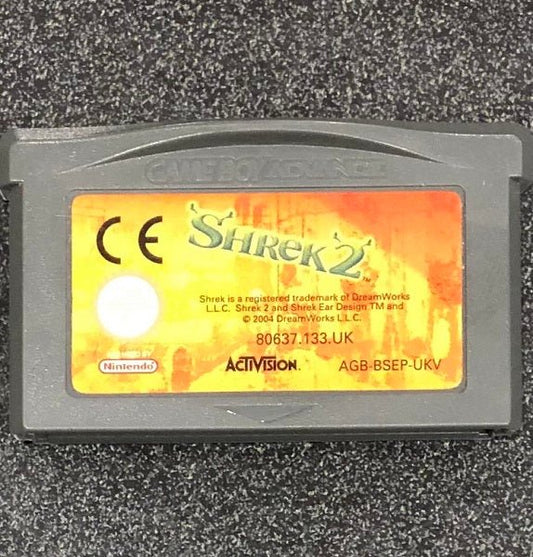 GAME BOY ADVANCE
CE
SHREK 2™
Shrek is a registered trademark of DreamWorks
L.L.C. Shrek 2 and Shrek Ear Design TM and
© 2004 DreamWorks L.L.C.
80637.133.UK
Nintendo
ACTIVISION.
AGB-BSEP-UKV